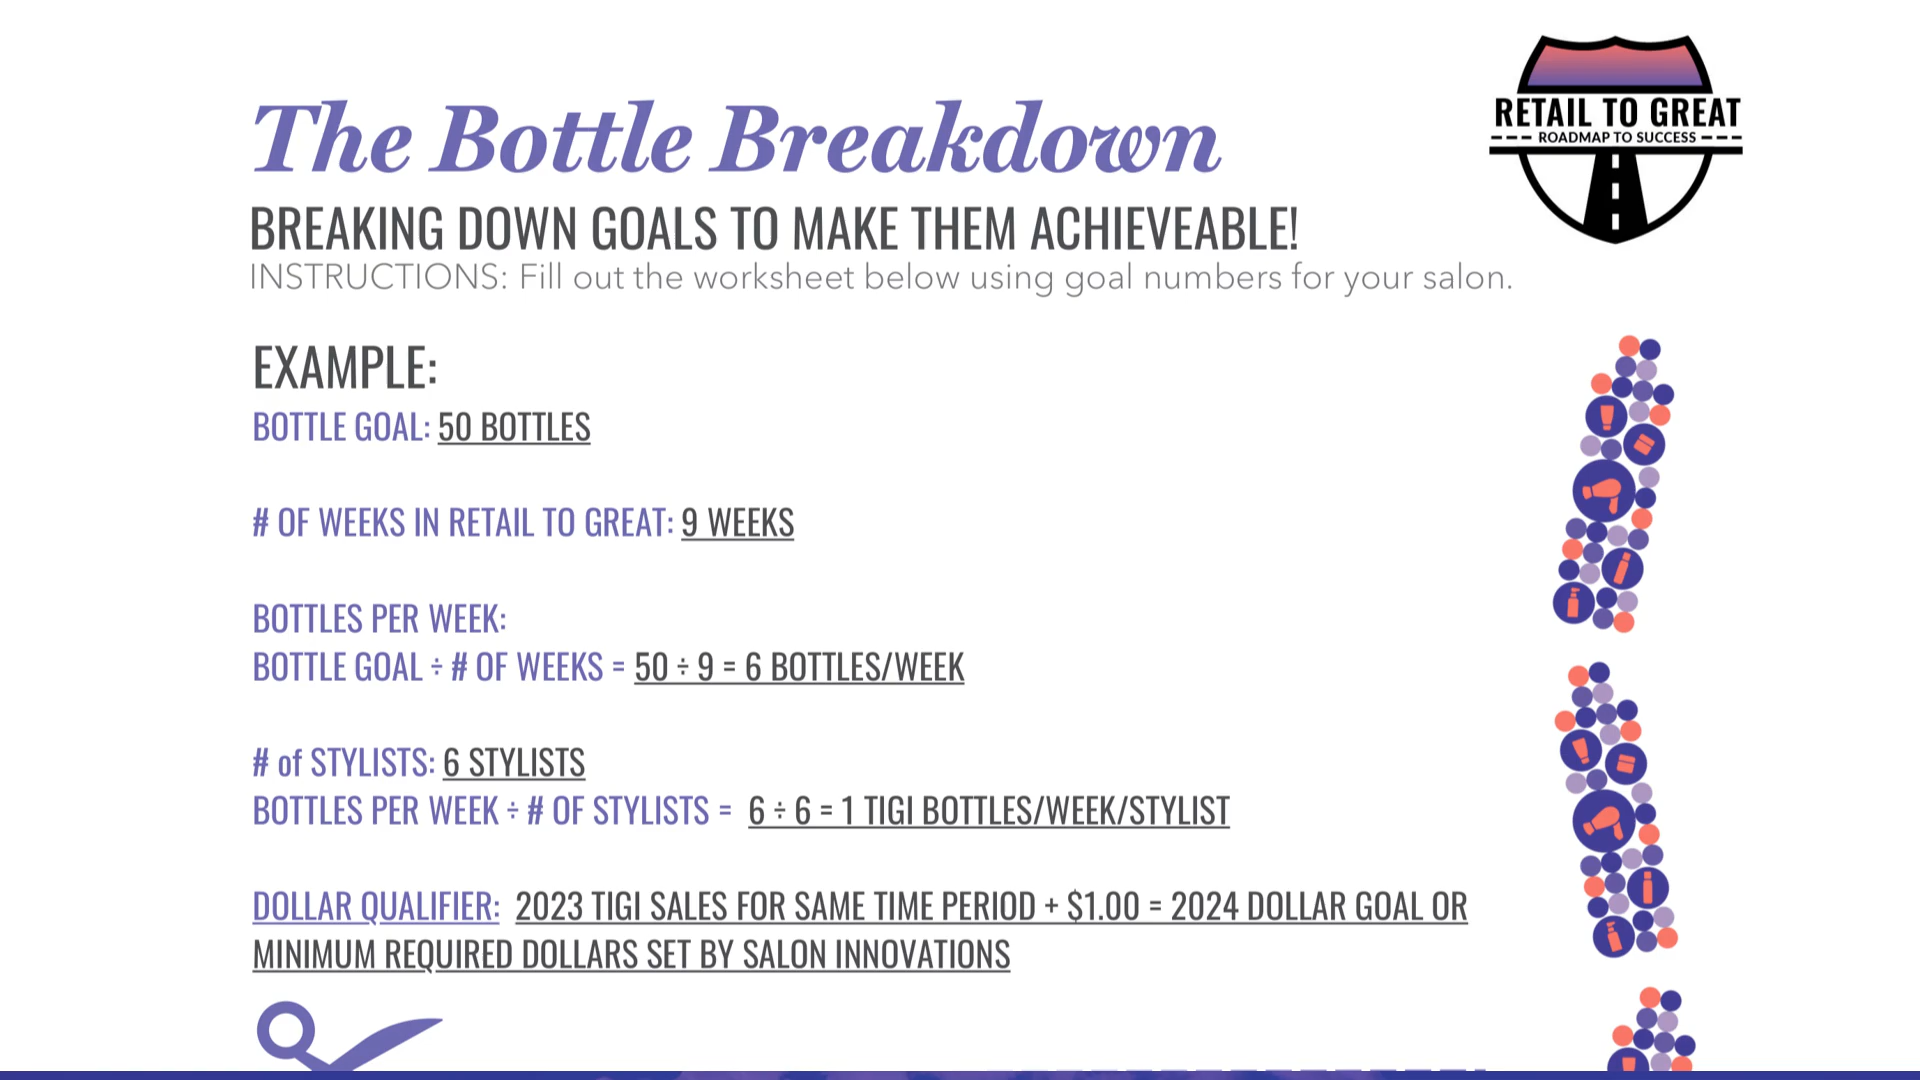 The Bottle Breakdown
RETAIL TO GREAT
ROADMAP TO SUCCESS
BREAKING DOWN GOALS TO MAKE THEM ACHIEVEABLE!
INSTRUCTIONS: Fill out the worksheet below using goal numbers for your salon.
EXAMPLE:
BOTTLE GOAL: 50 BOTTLES
# OF WEEKS IN RETAIL TO GREAT: 9 WEEKS
BOTTLES PER WEEK:
BOTTLE GOAL ÷ # OF WEEKS = 50 ÷ 9 = 6 BOTTLES/WEEK
# of STYLISTS: 6 STYLISTS
BOTTLES PER WEEK ÷ # OF STYLISTS = 6 ÷ 6 = 1 TIGI BOTTLES/WEEK/STYLIST
DOLLAR QUALIFIER: 2023 TIGI SALES FOR SAME TIME PERIOD + $1.00 = 2024 DOLLAR GOAL OR
MINIMUM REQUIRED DOLLARS SET BY SALON INNOVATIONS